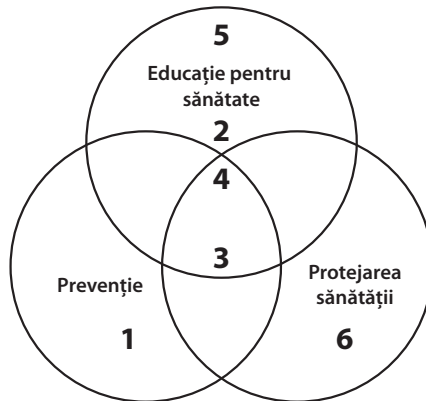 5
Educație pentru
sănătate
2
4
3
Prevenție
Protejarea
sănătății
1
6